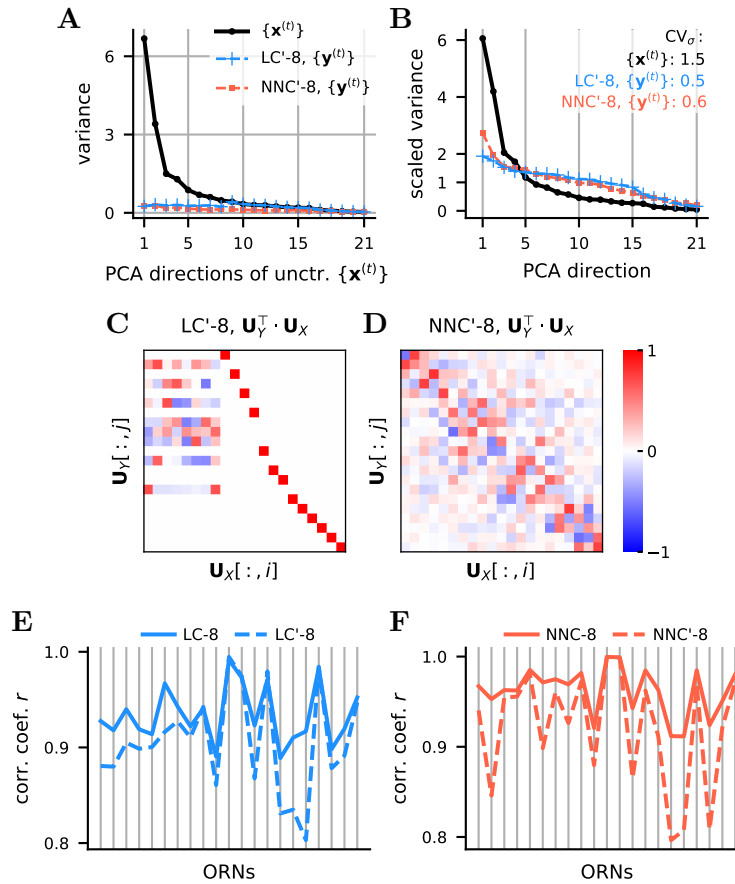 A
variance
6
3
0
{x^(t)}
LC'-8, {y^(t)}
NNC'-8, {y^(t)}
1 5 10 15 21
PCA directions of unctr. {x^(t)}
B
scaled variance
6
4
2
1
0
CV_σ :
{x^(t)}: 1.5
LC'-8, {y^(t)}: 0.5
NNC'-8, {y^(t)}: 0.6
1 5 15 21
PCA direction
C
LC'-8, U_Y^⊤ · U_X
U_Y[:, j]
U_X[:, i]
D
NNC'-8, U_Y^⊤ · U_X
U_Y[:, j]
U_X[:, i]
1
0
−1
E
LC-8 LC'-8
corr. coef. r
1.0
0.9
0.8
ORNs
F
NNC-8 NNC'-8
corr. coef. r
1.0
0.9
0.8
ORNs